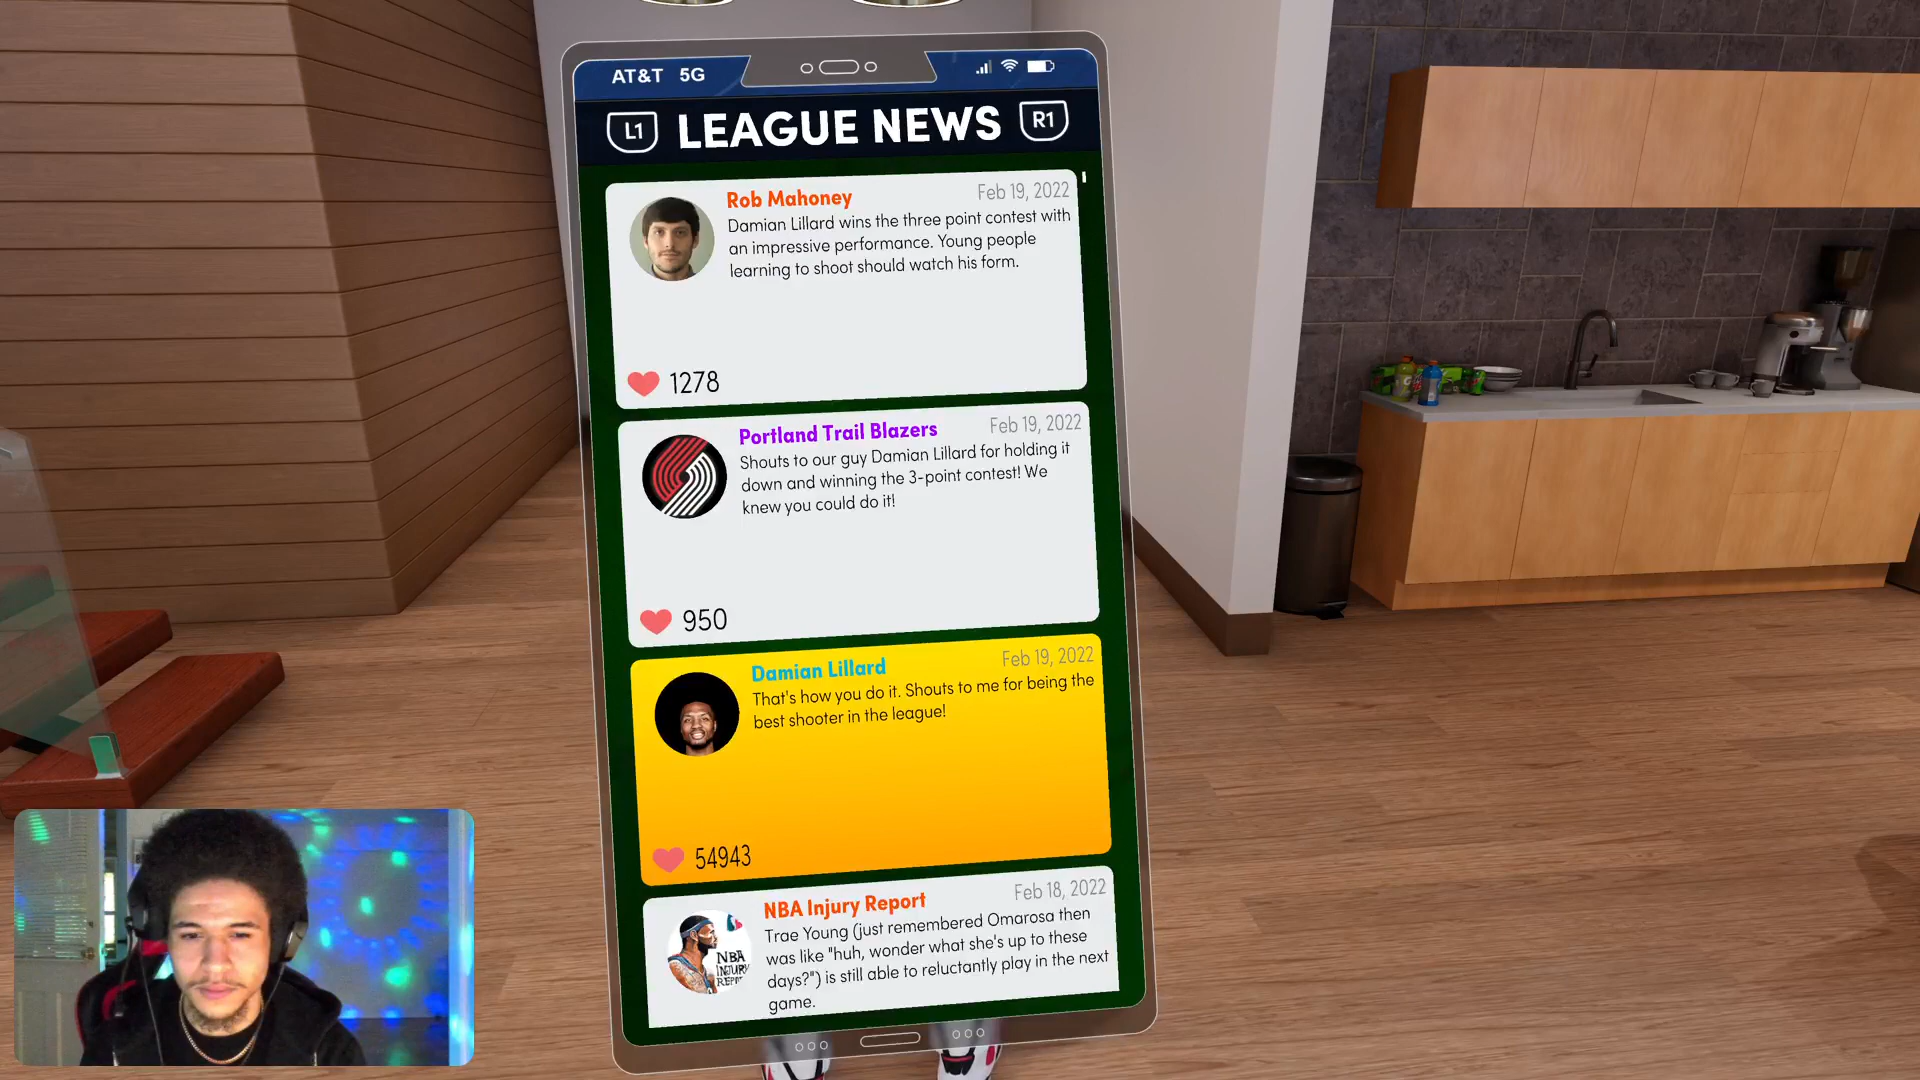 AT&T 5G
L1 LEAGUE NEWS R1
Rob Mahoney Feb 19, 2022
Damian Lillard wins the three point contest with
an impressive performance. Young people
learning to shoot should watch his form.
1278
Portland Trail Blazers Feb 19, 2022
Shouts to our guy Damian Lillard for holding it
down and winning the 3-point contest! We
knew you could do it!
950
Damian Lillard Feb 19, 2022
That's how you do it. Shouts to me for being the
best shooter in the league!
54943
NBA Injury Report Feb 18, 2022
Trae Young (just remembered Omarosa then
was like "huh, wonder what she's up to these
days?") is still able to reluctantly play in the next
game.
NBA
INJURY
REPORT